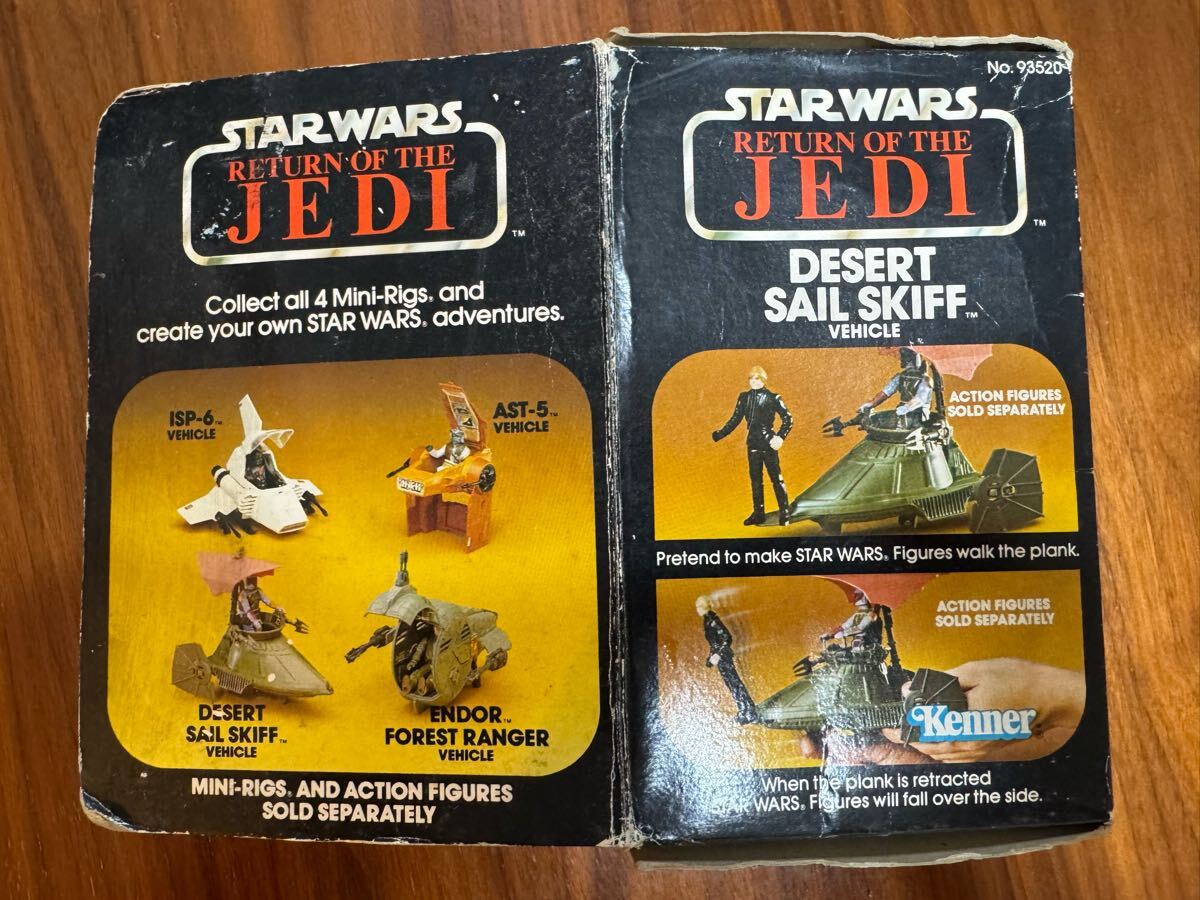 STAR WARS
RETURN OF THE
JEDI
TM
Collect all 4 Mini-Rigs® and
create your own STAR WARS® adventures.
ISP-6™
VEHICLE
AST-5™
VEHICLE
DESERT
SAIL SKIFF™
VEHICLE
ENDOR™
FOREST RANGER
VEHICLE
MINI-RIGS® AND ACTION FIGURES
SOLD SEPARATELY
No. 93520
STAR WARS
RETURN OF THE
JEDI
TM
DESERT
SAIL SKIFF™
VEHICLE
ACTION FIGURES
SOLD SEPARATELY
Pretend to make STAR WARS® Figures walk the plank.
ACTION FIGURES
SOLD SEPARATELY
Kenner
When the plank is retracted
STAR WARS® Figures will fall over the side.